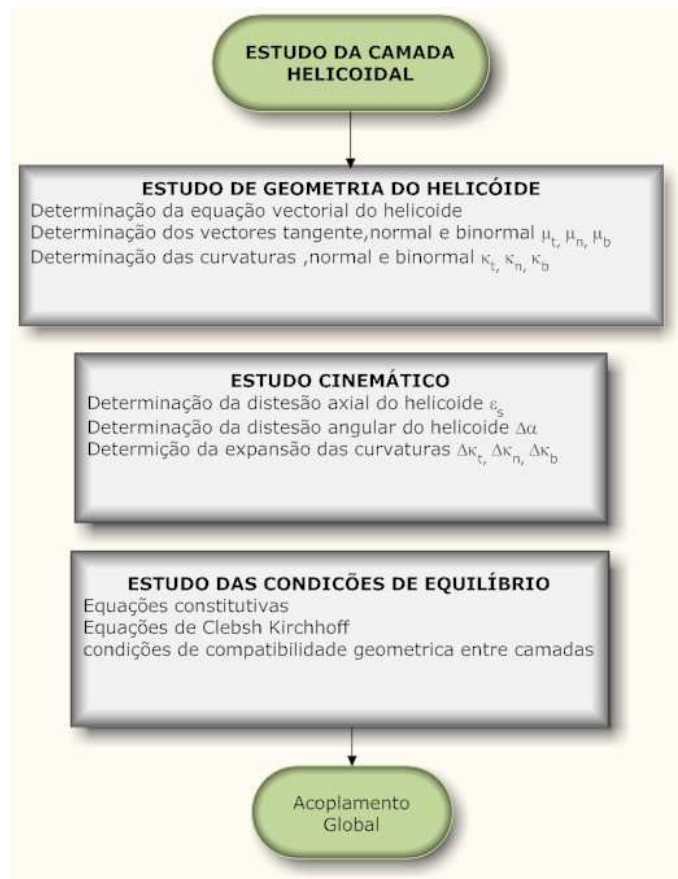 ESTUDO DA CAMADA
HELICOIDAL
ESTUDO DE GEOMETRIA DO HELICÓIDE
Determinação da equação vectorial do helicoide
Determinação dos vectores tangente,normal e binormal μt, μn, μb
Determinação das curvaturas ,normal e binormal κt, κn, κb
ESTUDO CINEMÁTICO
Determinação da distesão axial do helicoide εs
Determinação da distesão angular do helicoide Δα
Determição da expansão das curvaturas Δκt, Δκn, Δκb
ESTUDO DAS CONDICÕES DE EQUILÍBRIO
Equações constitutivas
Equações de Clebsh Kirchhoff
condições de compatibilidade geometrica entre camadas
Acoplamento
Global